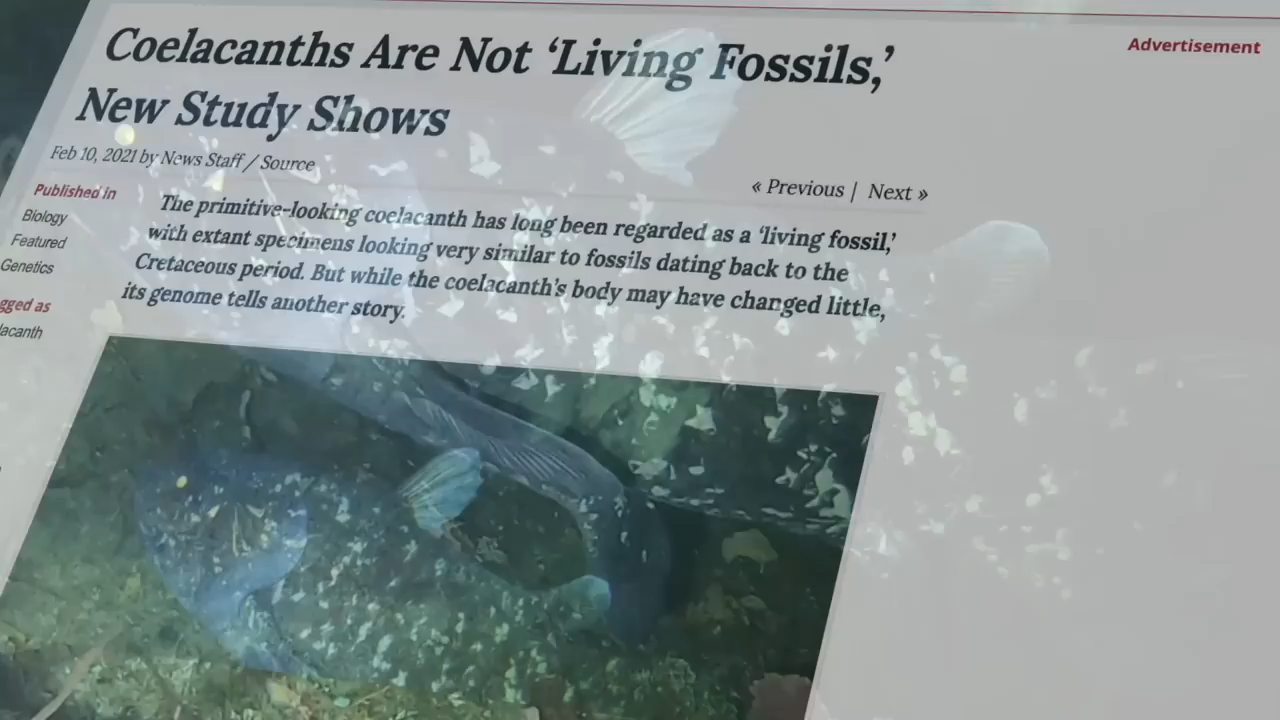 Coelacanths Are Not ‘Living Fossils,’
New Study Shows
Advertisement
Feb 10, 2021 by News Staff / Source
« Previous | Next »
Published in
Biology
Featured
Genetics
gged as
lacanth
The primitive-looking coelacanth has long been regarded as a ‘living fossil,’
with extant specimens looking very similar to fossils dating back to the
Cretaceous period. But while the coelacanth’s body may have changed little,
its genome tells another story.